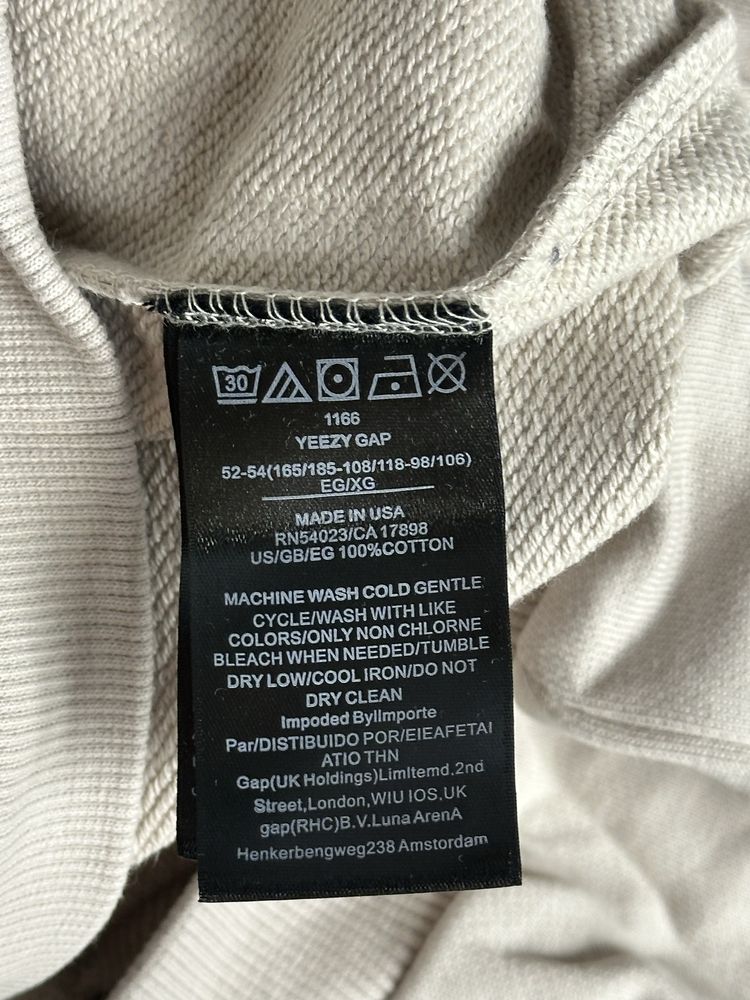 30
1166
YEEZY GAP
52-54(165/185-108/118-98/106)
EG/XG
MADE IN USA
RN54023/CA 17898
US/GB/EG 100%COTTON
MACHINE WASH COLD GENTLE
CYCLE/WASH WITH LIKE
COLORS/ONLY NON CHLORNE
BLEACH WHEN NEEDED/TUMBLE
DRY LOW/COOL IRON/DO NOT
DRY CLEAN
Impoded ByIImporte
Par/DISTIBUIDO POR/EIEAFETAI
ATIO THN
Gap(UK Holdings)LimItemd.2nd
Street,London,WIU IOS,UK
gap(RHC)B.V.Luna ArenA
Henkerbengweg238 Amsterdam